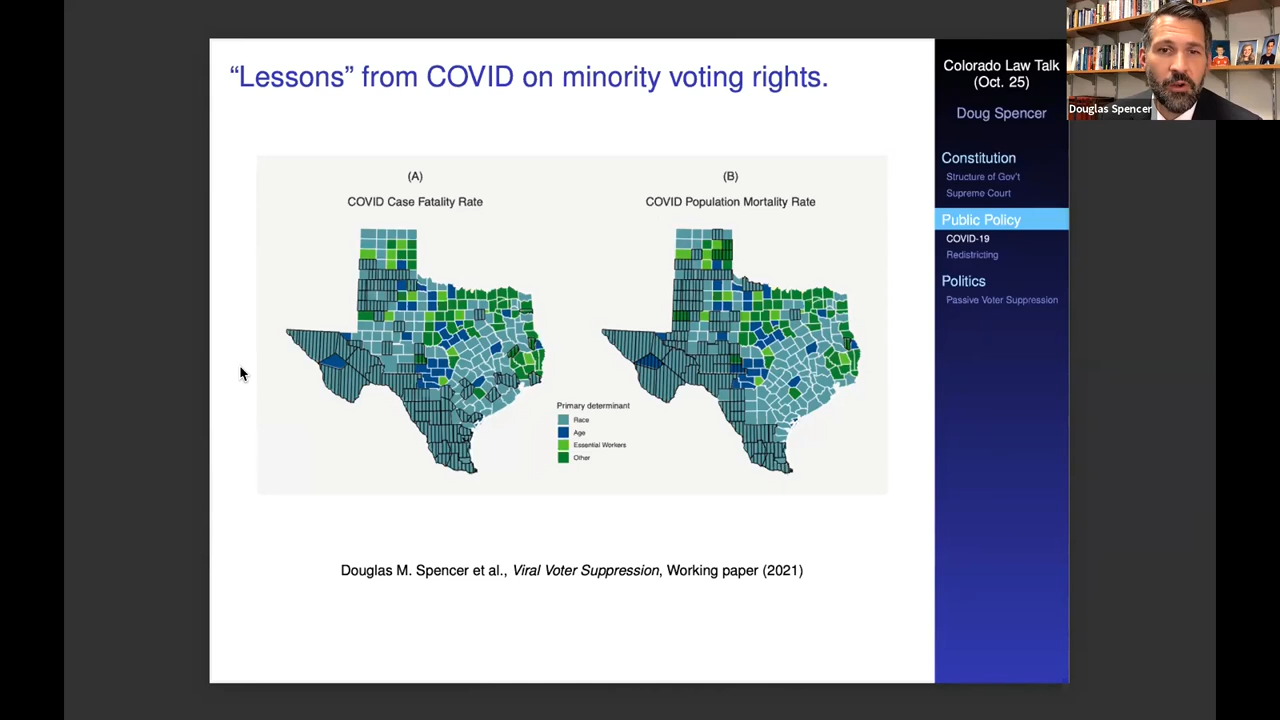 “Lessons” from COVID on minority voting rights.
(A)
COVID Case Fatality Rate
(B)
COVID Population Mortality Rate
Primary determinant
Race
Age
Essential Workers
Other
Douglas M. Spencer et al., Viral Voter Suppression, Working paper (2021)
Colorado Law Talk
(Oct. 25)
Doug Spencer
Constitution
Structure of Gov't
Supreme Court
Public Policy
COVID-19
Redistricting
Politics
Passive Voter Suppression
Douglas Spencer